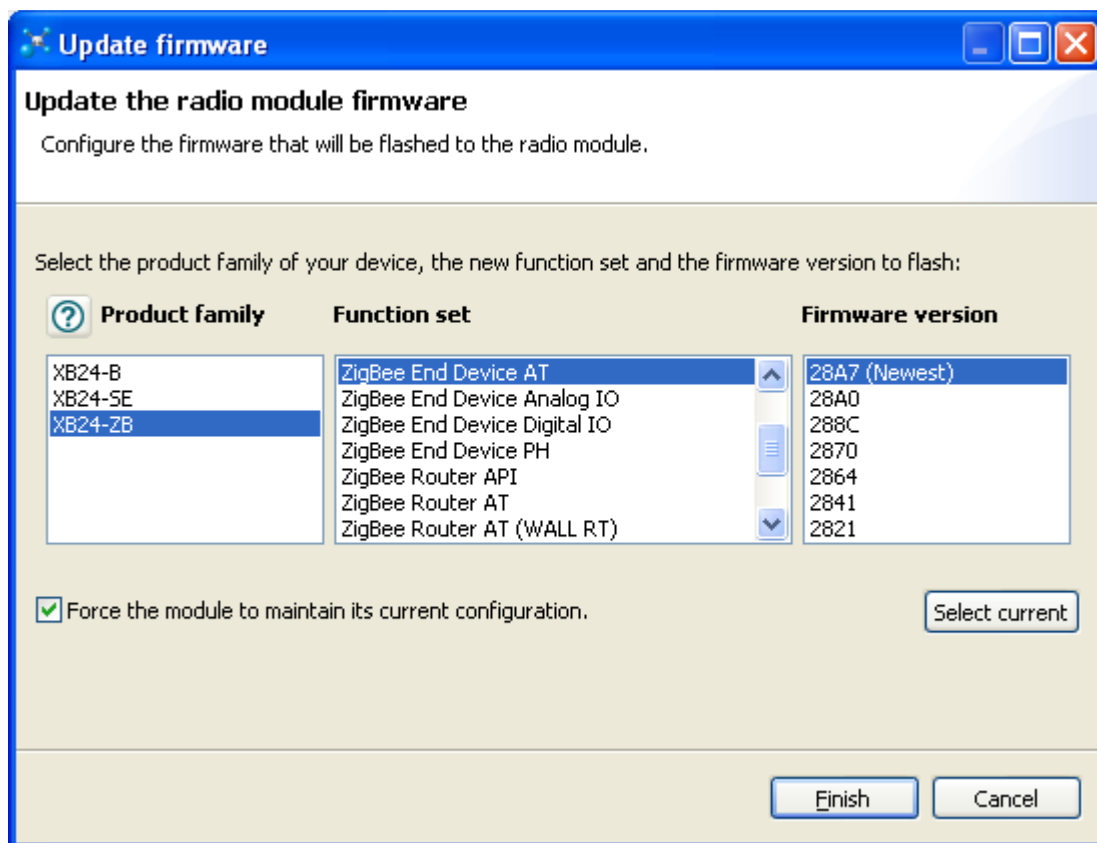 Update firmware
Update the radio module firmware
Configure the firmware that will be flashed to the radio module.
Select the product family of your device, the new function set and the firmware version to flash:
? Product family Function set Firmware version
XB24-B
XB24-SE
XB24-ZB
ZigBee End Device AT
ZigBee End Device Analog IO
ZigBee End Device Digital IO
ZigBee End Device PH
ZigBee Router API
ZigBee Router AT
ZigBee Router AT (WALL RT)
28A7 (Newest)
28A0
288C
2870
2864
2841
2821
Force the module to maintain its current configuration.
Select current
Finish
Cancel